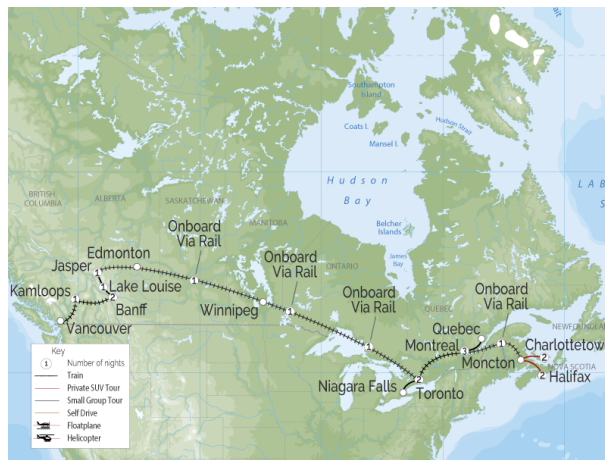 Southampton
Island
Hudson Strait
Coats I.
Mansel I.
Hudson
Bay
LAB
Belcher
Islands
James
Bay
BRITISH
COLUMBIA
ALBERTA
SASKATCHEWAN
MANITOBA
ONTARIO
QUEBEC
NEWFOUNDLAN
NOVA SCOTIA
Onboard
Via Rail
Onboard
Via Rail
Onboard
Via Rail
Onboard
Via Rail
Edmonton
Jasper
1
1
Lake Louise
1
Kamloops
1
2
Banff
Vancouver
Winnipeg
1
1
Quebec
Montreal
3
1
Charlottetow
Moncton
2
2
Halifax
Niagara Falls
2
Toronto
Key
1 Number of nights
Train
Private SUV Tour
Small Group Tour
Self Drive
Floatplane
Helicopter